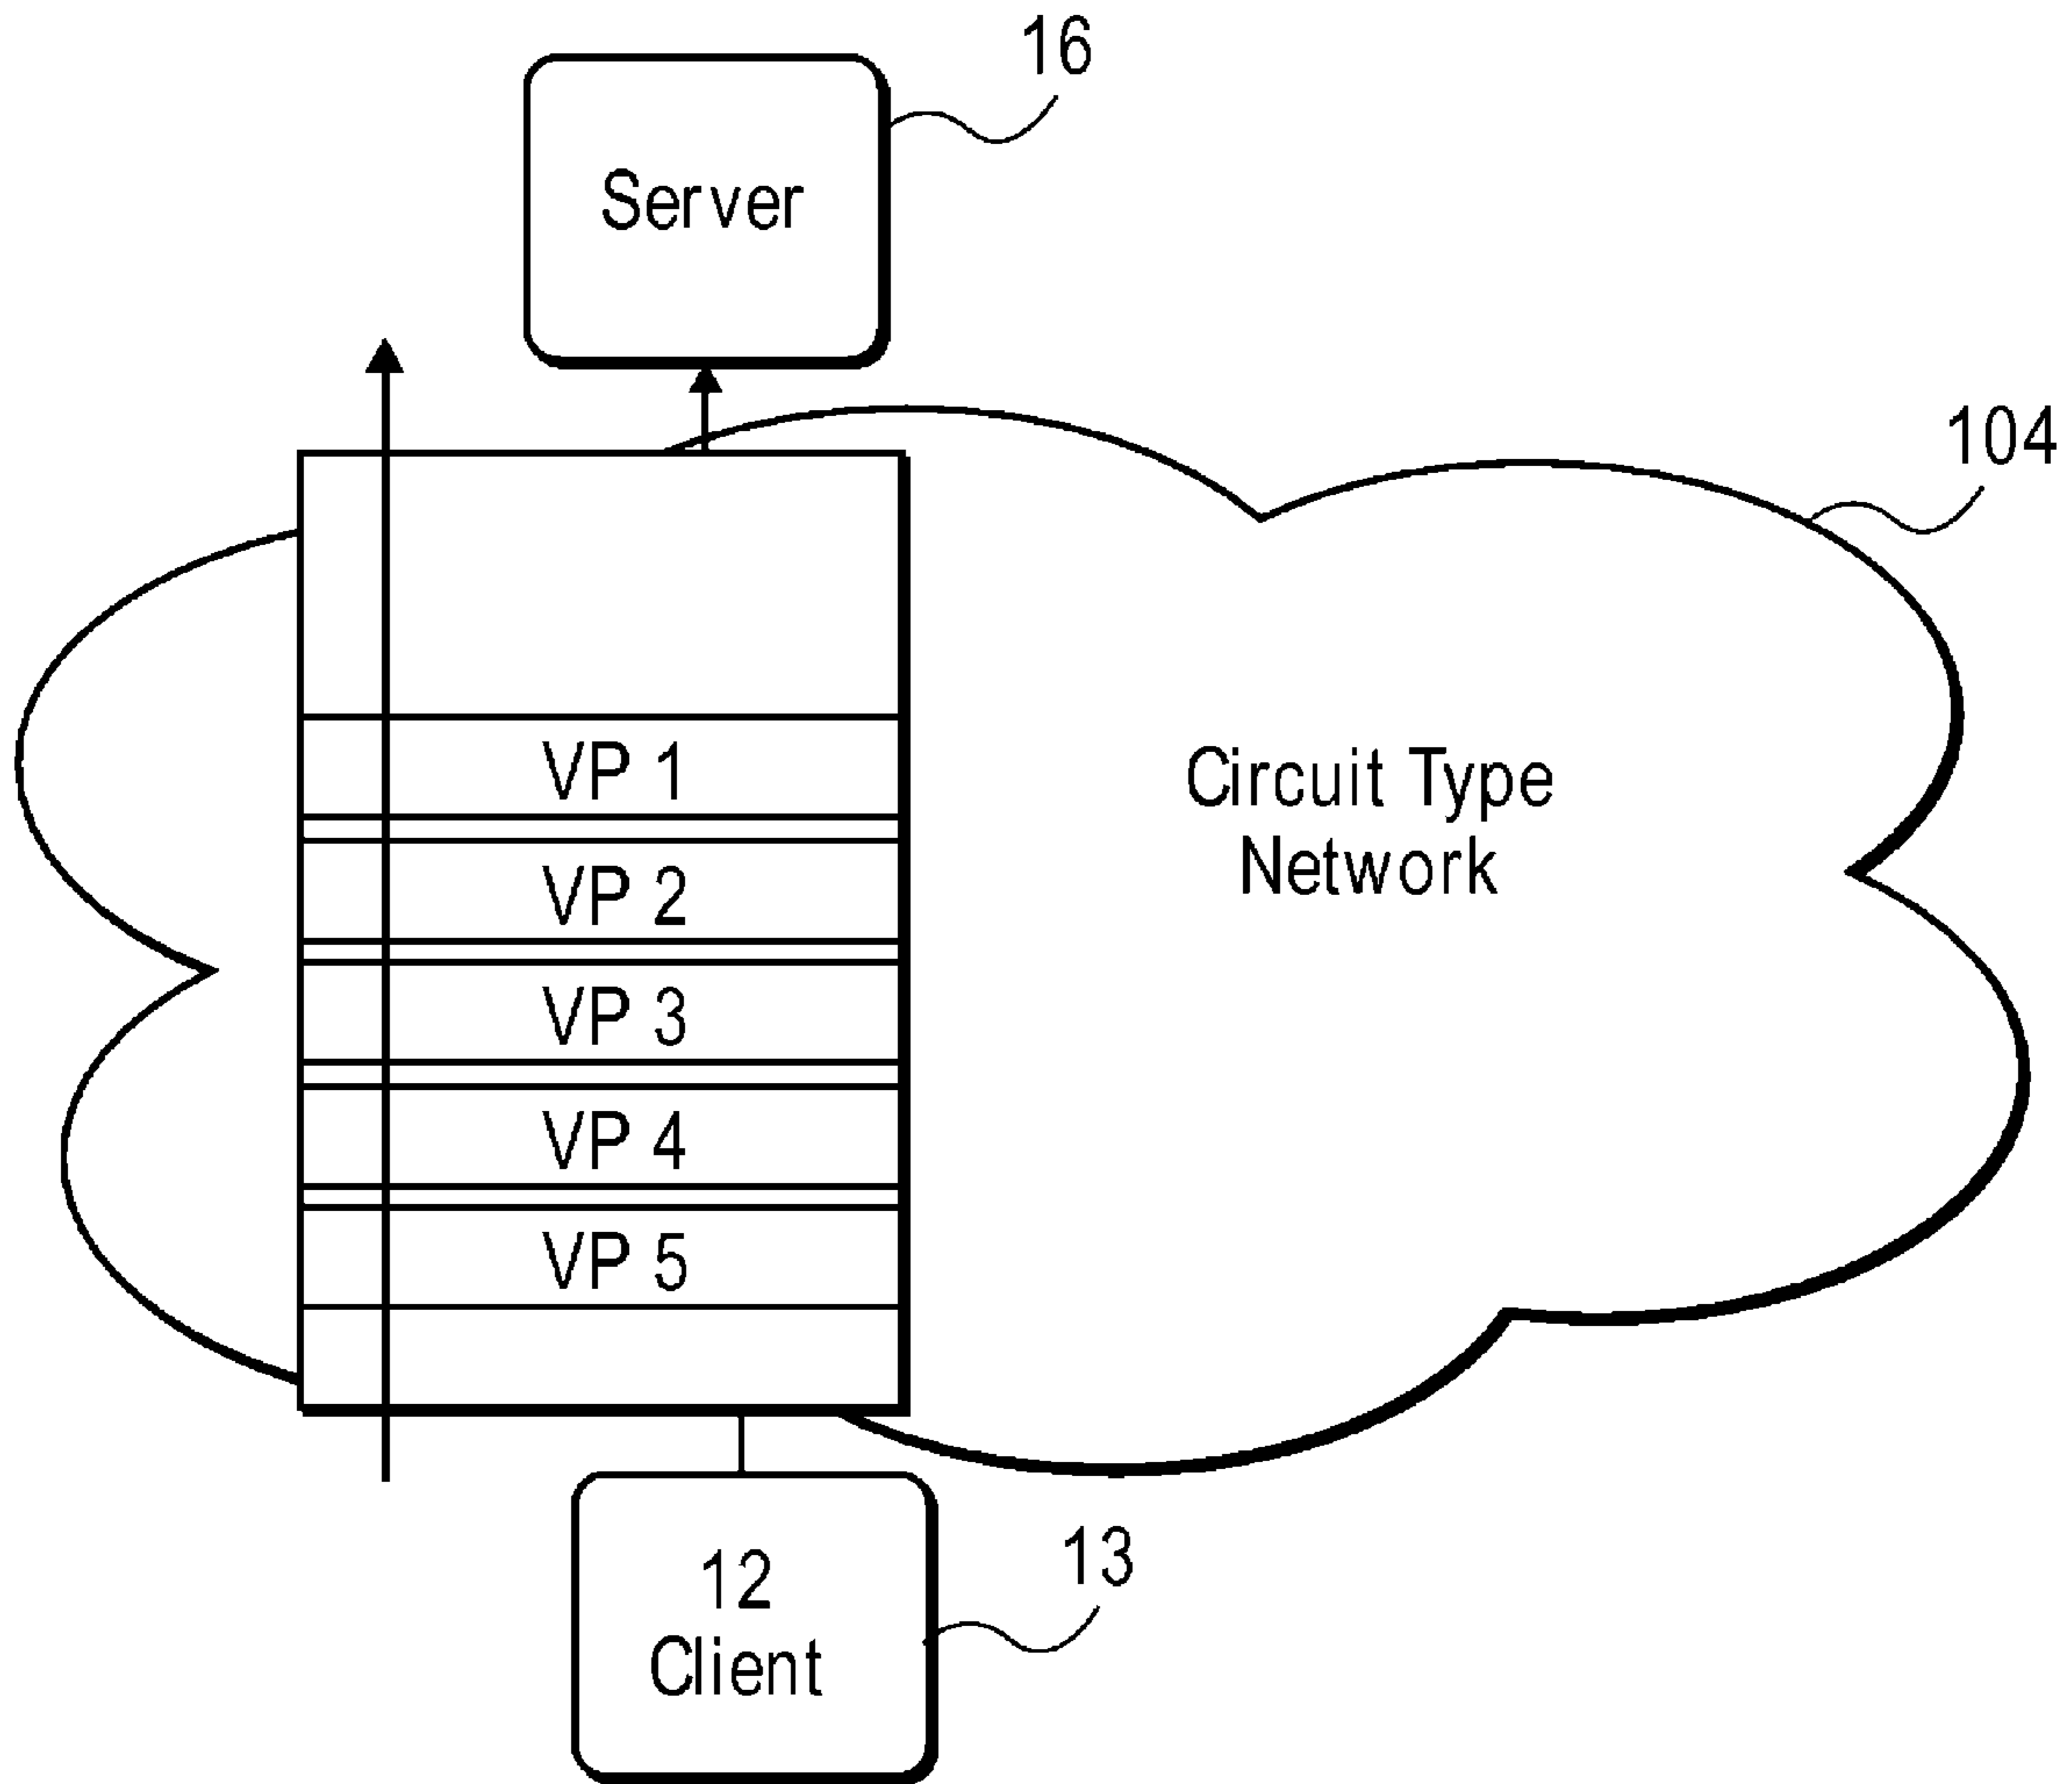 16
Server
104
VP 1
VP 2
VP 3
VP 4
VP 5
Circuit Type
Network
12
Client
13